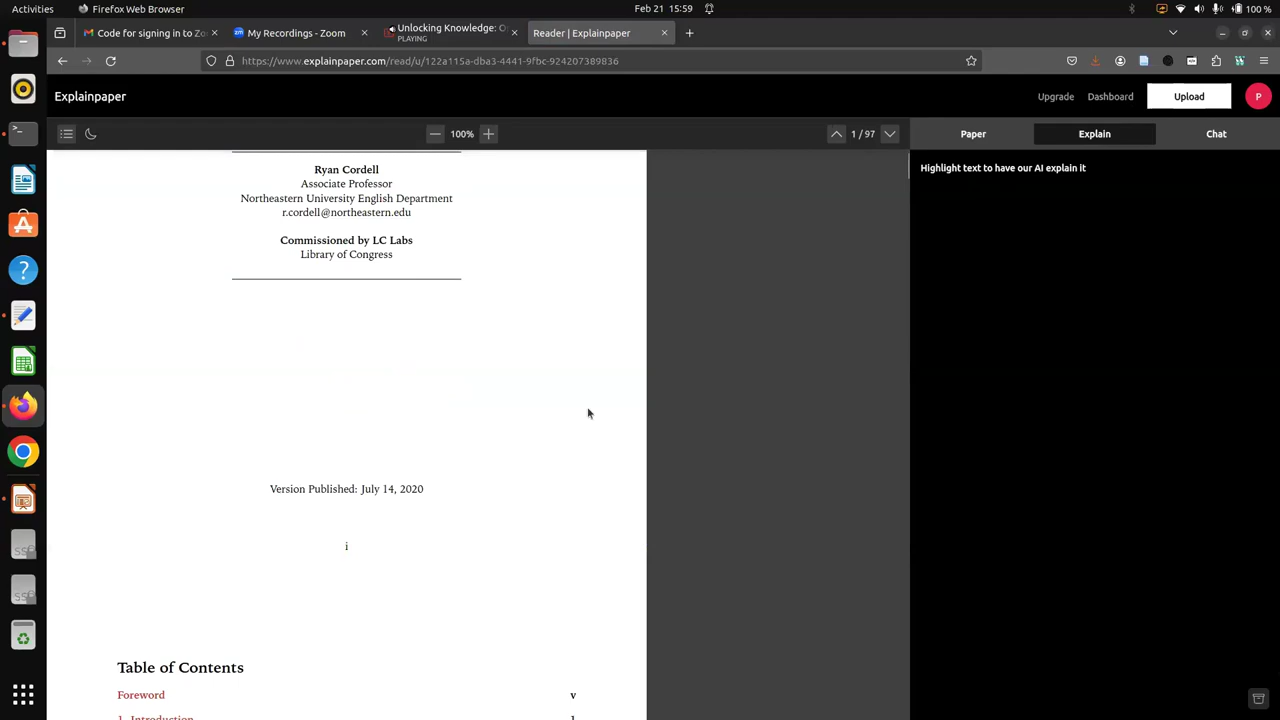 Activities
Firefox Web Browser
Feb 21 15:59
100 %
Code for signing in to Zo
My Recordings - Zoom
Unlocking Knowledge: O
PLAYING
Reader | Explainpaper
https://www.explainpaper.com/read/u/122a115a-dba3-4441-9fbc-924207389836
Explainpaper
Upgrade
Dashboard
Upload
P
100%
1 / 97
Paper
Explain
Chat
Highlight text to have our AI explain it
Ryan Cordell
Associate Professor
Northeastern University English Department
r.cordell@northeastern.edu
Commissioned by LC Labs
Library of Congress
Version Published: July 14, 2020
i
Table of Contents
Foreword v
1 Introduction 1